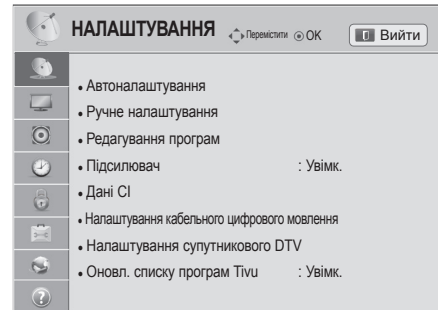 НАЛАШТУВАННЯ Перемістити OK Вийти
• Автоналаштування
• Ручне налаштування
• Редагування програм
• Підсилювач : Увімк.
• Дані CI
• Налаштування кабельного цифрового мовлення
• Налаштування супутникового DTV
• Оновл. списку програм Tivu : Увімк.